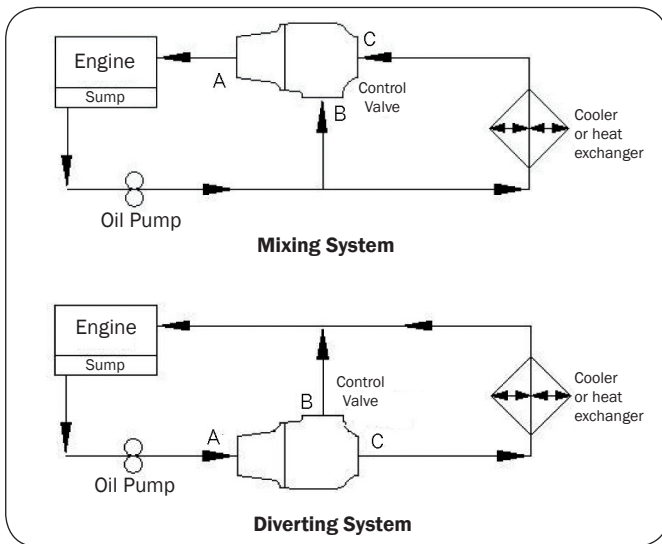 Engine
Sump
A
C
Control
Valve
B
Cooler
or heat
exchanger
Oil Pump
Mixing System
Engine
Sump
Control
Valve
B
Cooler
or heat
exchanger
A
C
Oil Pump
Diverting System